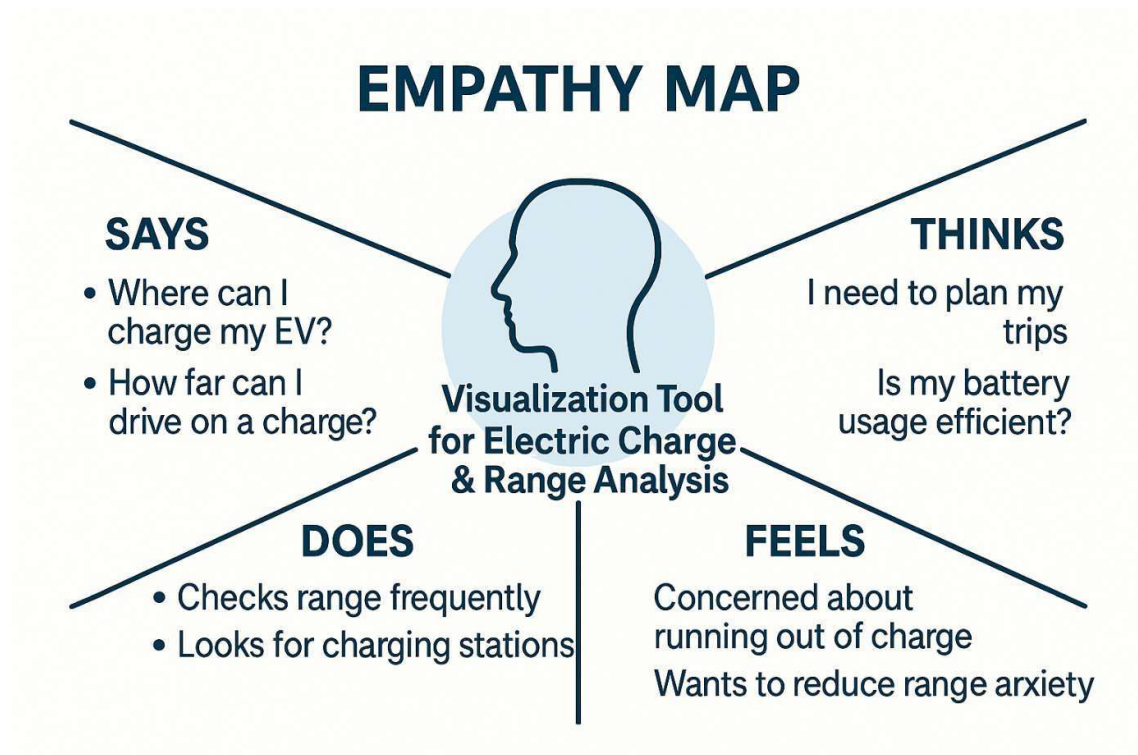 EMPATHY MAP
SAYS
• Where can I
charge my EV?
• How far can I
drive on a charge?
THINKS
I need to plan my
trips
Is my battery
usage efficient?
Visualization Tool
for Electric Charge
& Range Analysis
DOES
• Checks range frequently
• Looks for charging stations
FEELS
Concerned about
running out of charge
Wants to reduce range arxiety